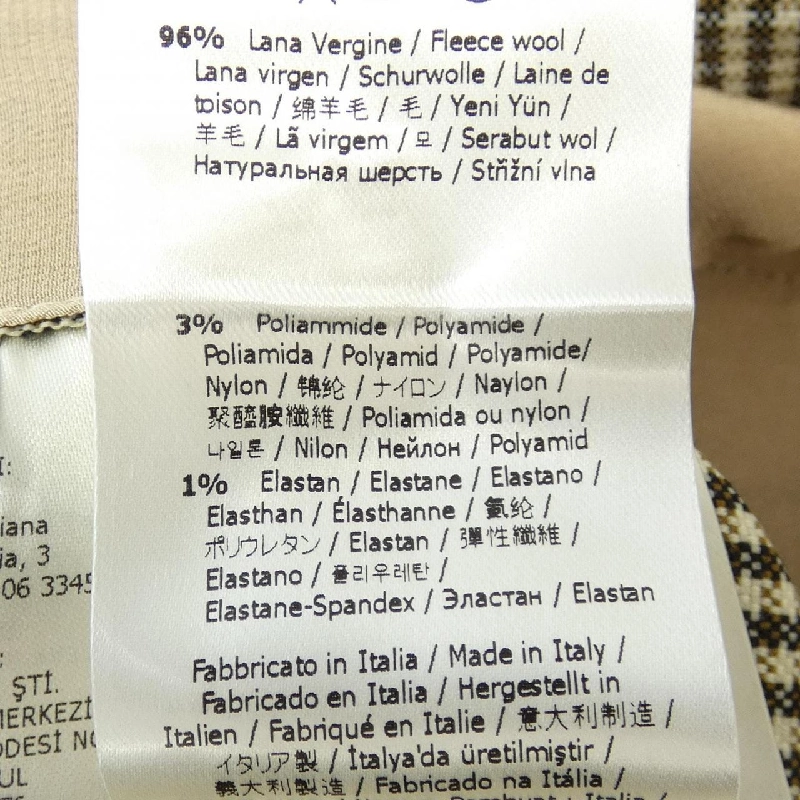 96% Lana Vergine / Fleece wool /
Lana virgen / Schurwolle / Laine de
toison / 绵羊毛 / 毛 / Yeni Yün /
羊毛 / Lã virgem / 모 / Serabut wol /
Натуральная шерсть / Střižní vlna
3% Poliammide / Polyamide /
Poliamida / Polyamid / Polyamide/
Nylon / 锦纶 / ナイロン / Naylon /
聚醯胺纖維 / Poliamida ou nylon /
나일론 / Nilon / Нейлон / Polyamid
1% Elastan / Elastane / Elastano /
Elasthan / Élasthanne / 氨纶 /
ポリウレタン / Elastan / 彈性纖維 /
Elastano / 폴리우레탄 /
Elastane-Spandex / Эластан / Elastan
Fabbricato in Italia / Made in Italy /
Fabricado en Italia / Hergestellt in
Italien / Fabriqué en Italie / 意大利制造 /
イタリア製 / İtalya'da üretilmiştir /
義大利製造 / Fabricado na Itália /
I:
iana
ia, 3
06 3345
ŞTİ.
MERKEZİ
DDESİ NO
UL